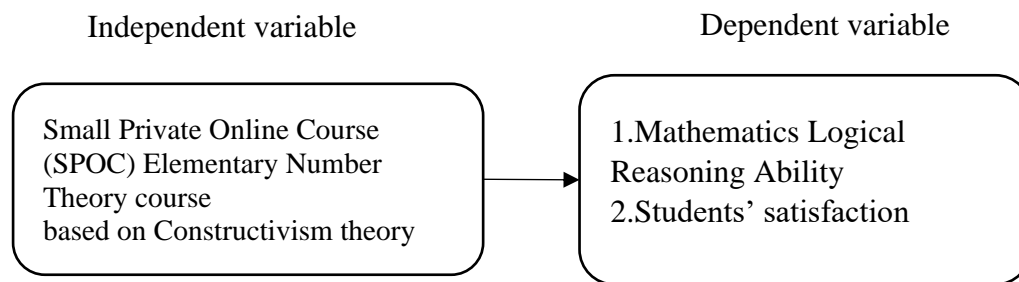 Independent variable
Dependent variable
Small Private Online Course
(SPOC) Elementary Number
Theory course
based on Constructivism theory
1.Mathematics Logical
Reasoning Ability
2.Students’ satisfaction